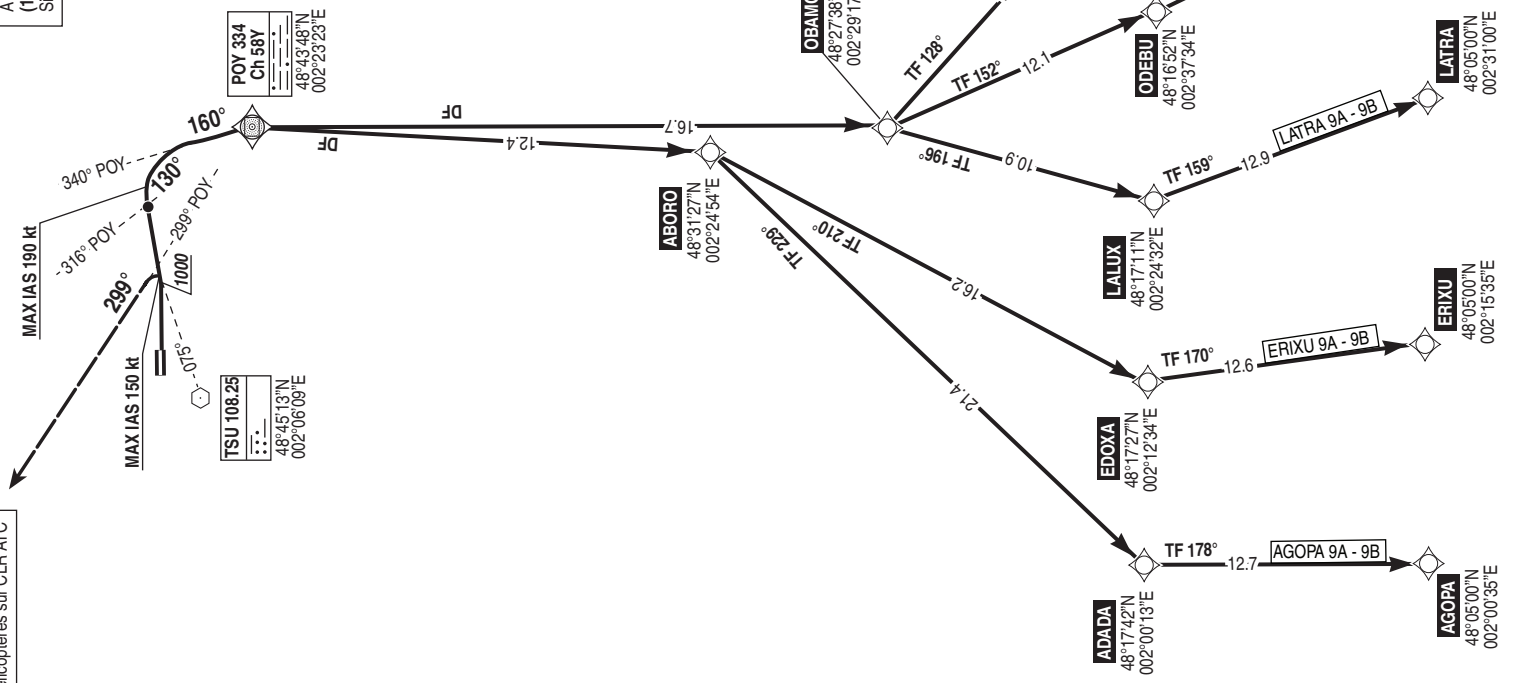 A
(1
SI
POY 334
Ch 58Y
48°43'48"N
002°23'23"E
160°
340° POY
130°
316° POY
299° POY
299°
1000
MAX IAS 190 kt
MAX IAS 150 kt
075°
TSU 108.25
48°45'13"N
002°06'09"E
DF
16.7
DF
12.4
OBAMO
48°27'38"
002°29'17
TF 128°
TF 152°
12.1
ODEBU
48°16'52"N
002°37'34"E
TF 196°
10.9
LALUX
48°17'11"N
002°24'32"E
TF 159°
12.9
LATRA 9A - 9B
LATRA
48°05'00"N
002°31'00"E
ABORO
48°31'27"N
002°24'54"E
TF 210°
16.2
TF 229°
21.4
EDOXA
48°17'27"N
002°12'34"E
TF 170°
12.6
ERIXU 9A - 9B
ERIXU
48°05'00"N
002°15'35"E
ADADA
48°17'42"N
002°00'13"E
TF 178°
12.7
AGOPA 9A - 9B
AGOPA
48°05'00"N
002°00'35"E
sur CLR ATC